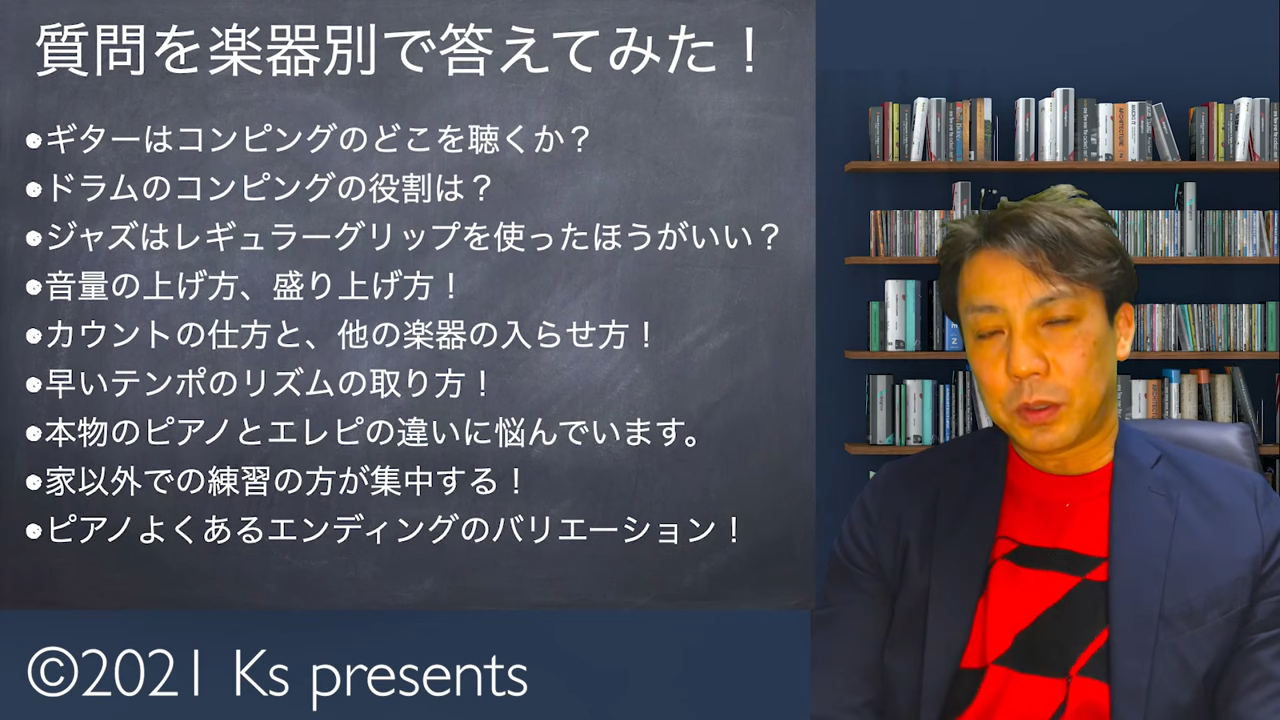 質問を楽器別で答えてみた！
•ギターはコンピングのどこを聴くか？
•ドラムのコンピングの役割は？
•ジャズはレギュラーグリップを使ったほうがいい？
•音量の上げ方、盛り上げ方！
•カウントの仕方と、他の楽器の入らせ方！
•早いテンポのリズムの取り方！
•本物のピアノとエレピの違いに悩んでいます。
•家以外での練習の方が集中する！
•ピアノよくあるエンディングのバリエーション！
©2021 Ks presents